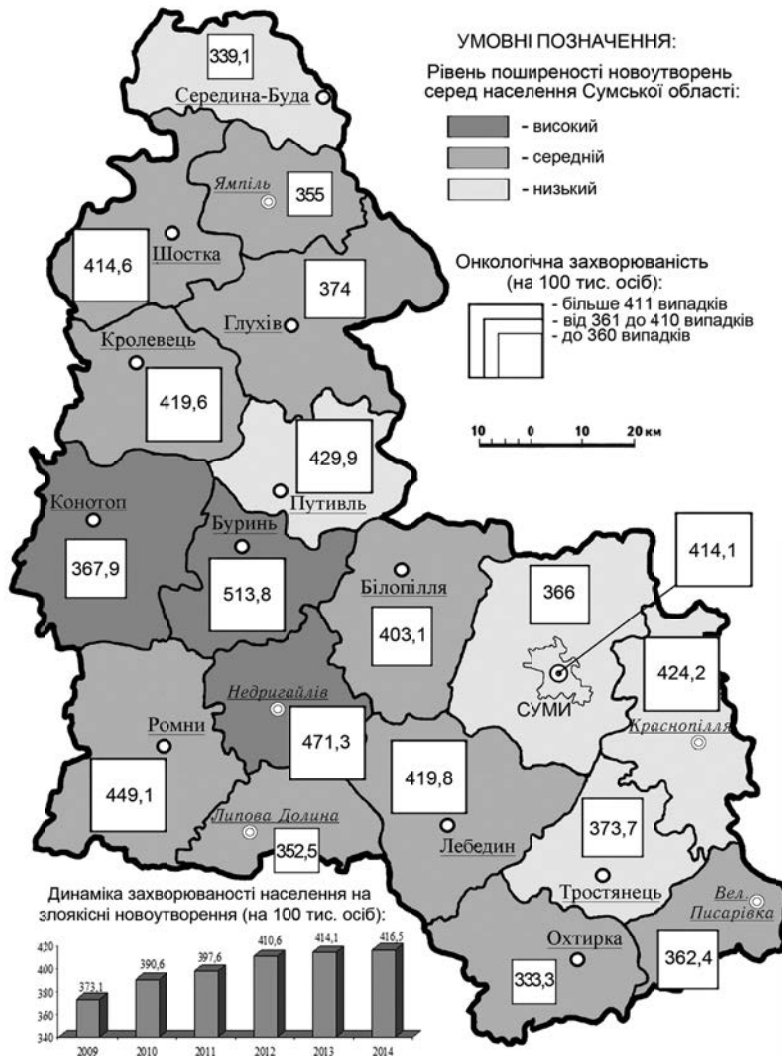 УМОВНІ ПОЗНАЧЕННЯ:
Рівень поширеності новоутворень
серед населення Сумської області:
- високий
- середній
- низький
Онкологічна захворюваність
(на 100 тис. осіб)
- більше 411 випадків
- від 361 до 410 випадків
- до 360 випадків
10 0 10 20 км
339,1
Середина-Буда
Ямпіль
355
Шостка
414,6
374
Глухів
Кролевець
419,6
429,9
Путивль
Конотоп
367,9
Буринь
513,8
Білопілля
403,1
366
414,1
СУМИ
424,2
Краснопілля
Недригайлів
471,3
Ромни
449,1
419,8
Лебедин
Липова Долина
352,5
373,7
Тростянець
Вел.
Писарівка
362,4
Охтирка
333,3
Динаміка захворюваності населення на
злоякісні новоутворення (на 100 тис. осіб):
420
400
380
360
340
373,1
390,6
397,6
410,6
414,1
416,5
2009 2010 2011 2012 2013 2014